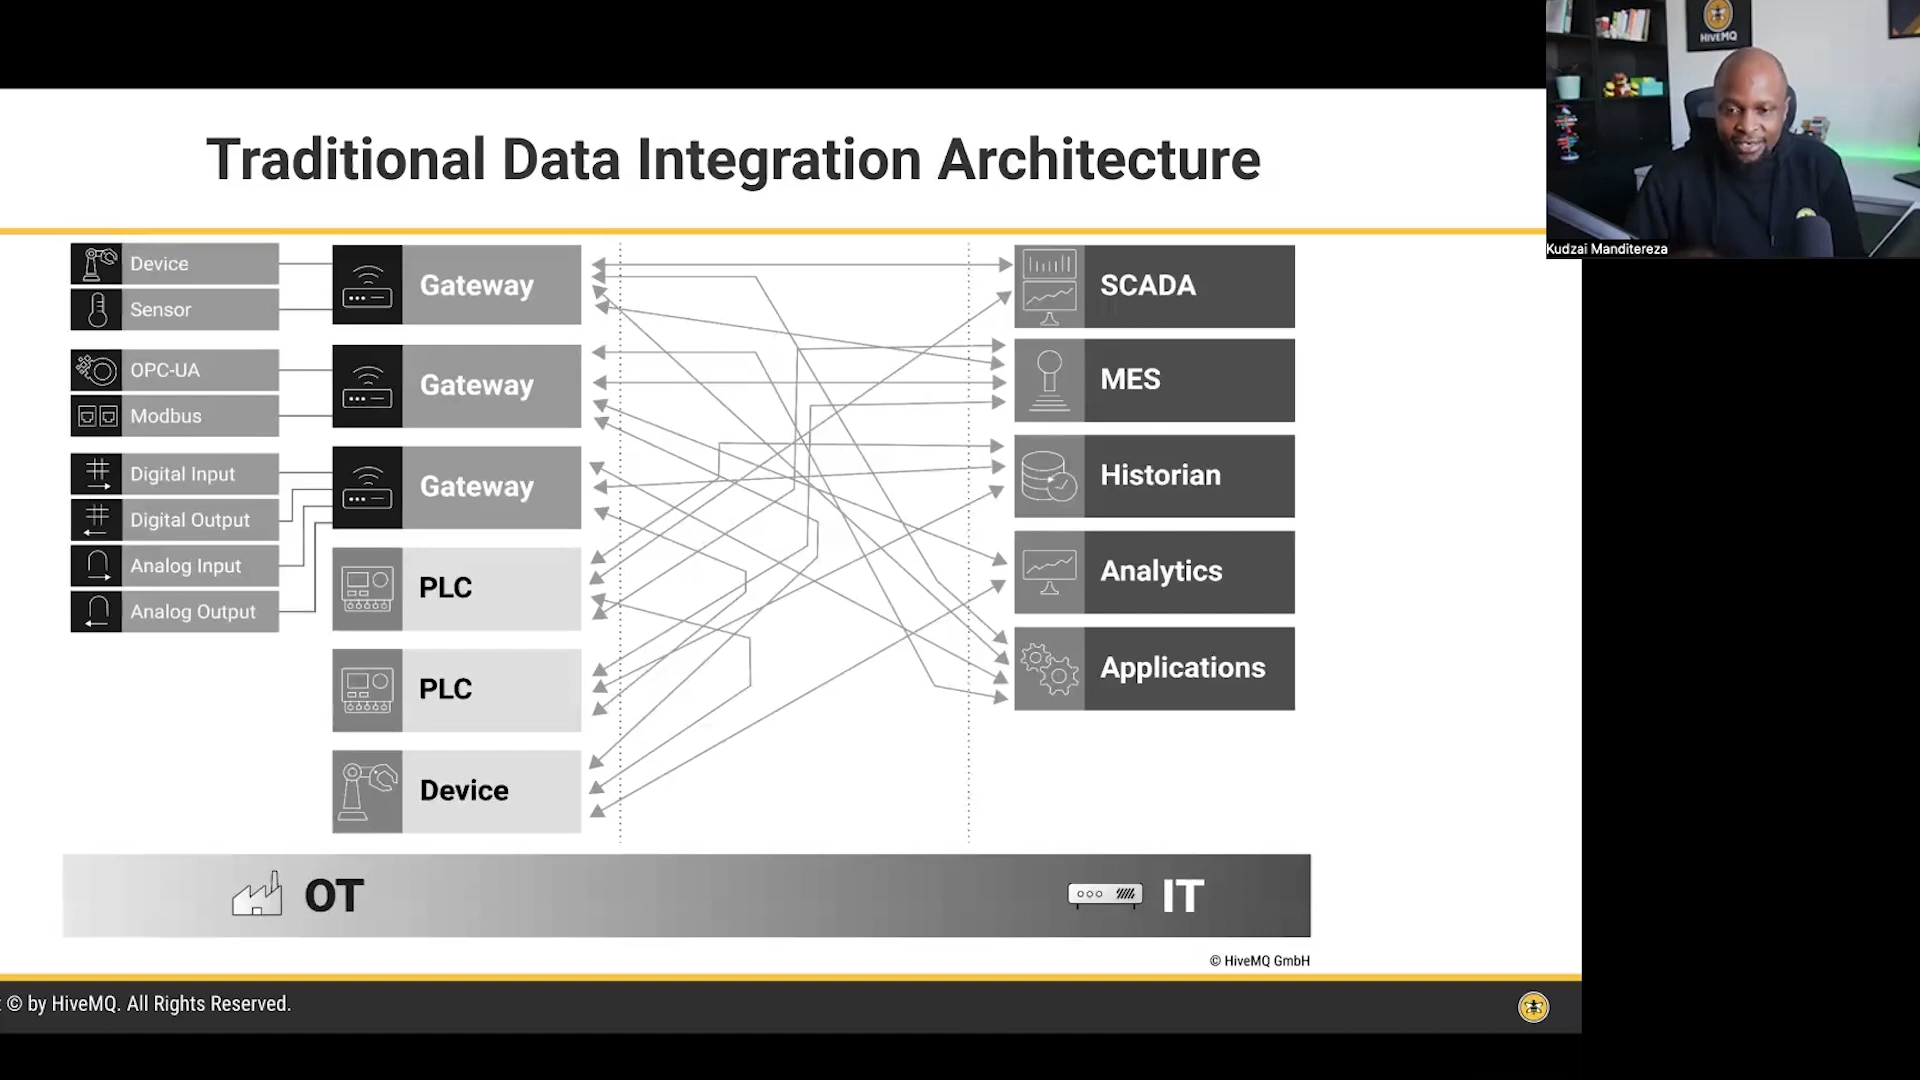 HIVEMQ
Kudzai Manditereza
Traditional Data Integration Architecture
Device
Sensor
OPC-UA
Modbus
Digital Input
Digital Output
Analog Input
Analog Output
Gateway
Gateway
Gateway
PLC
PLC
Device
SCADA
MES
Historian
Analytics
Applications
OT
IT
© HiveMQ GmbH
© by HiveMQ. All Rights Reserved.